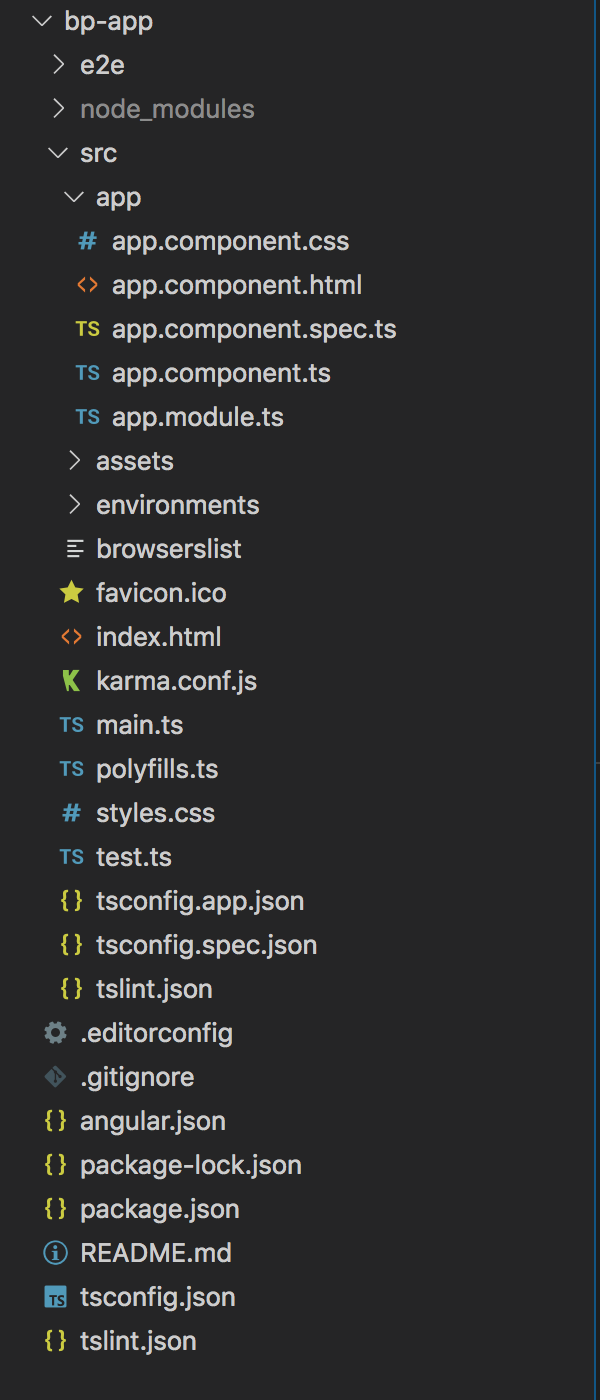 bp-app
e2e
node_modules
src
app
# app.component.css
<> app.component.html
TS app.component.spec.ts
TS app.component.ts
TS app.module.ts
assets
environments
browserslist
favicon.ico
<> index.html
karma.conf.js
TS main.ts
TS polyfills.ts
# styles.css
TS test.ts
{} tsconfig.app.json
{} tsconfig.spec.json
{} tslint.json
.editorconfig
.gitignore
{} angular.json
{} package-lock.json
{} package.json
README.md
TS tsconfig.json
{} tslint.json